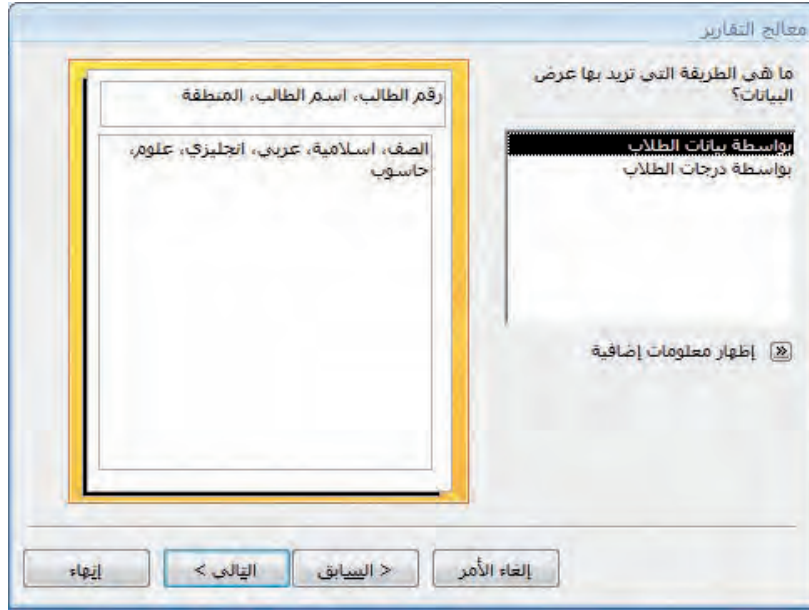 معالج التقارير
ما هي الطريقة التي تريد بها عرض
البيانات؟
بواسطة بيانات الطلاب
بواسطة درجات الطلاب
إظهار معلومات إضافية
رقم الطالب، اسم الطالب، المنطقة
الصف، اسلامية، عربي، انجليزي، علوم،
حاسوب
إلغاء الأمر
< السابق
التالي >
إنهاء